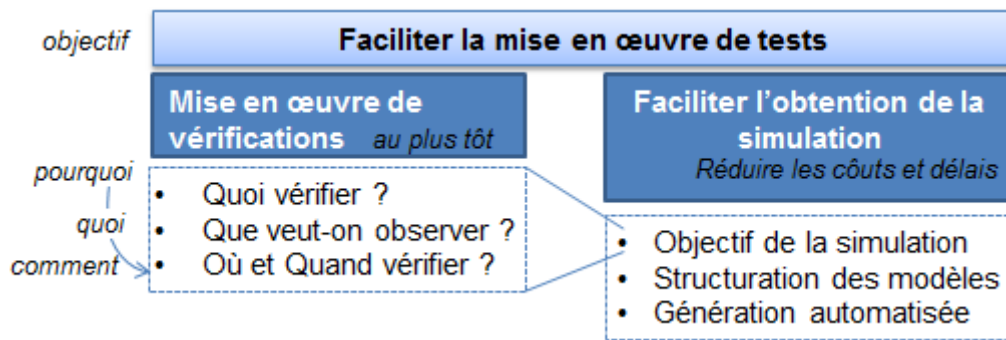 objectif
Faciliter la mise en œuvre de tests
Mise en œuvre de
vérifications au plus tôt
Faciliter l’obtention de la
simulation
Réduire les côuts et délais
pourquoi
quoi
comment
• Quoi vérifier ?
• Que veut-on observer ?
• Où et Quand vérifier ?
• Objectif de la simulation
• Structuration des modèles
• Génération automatisée